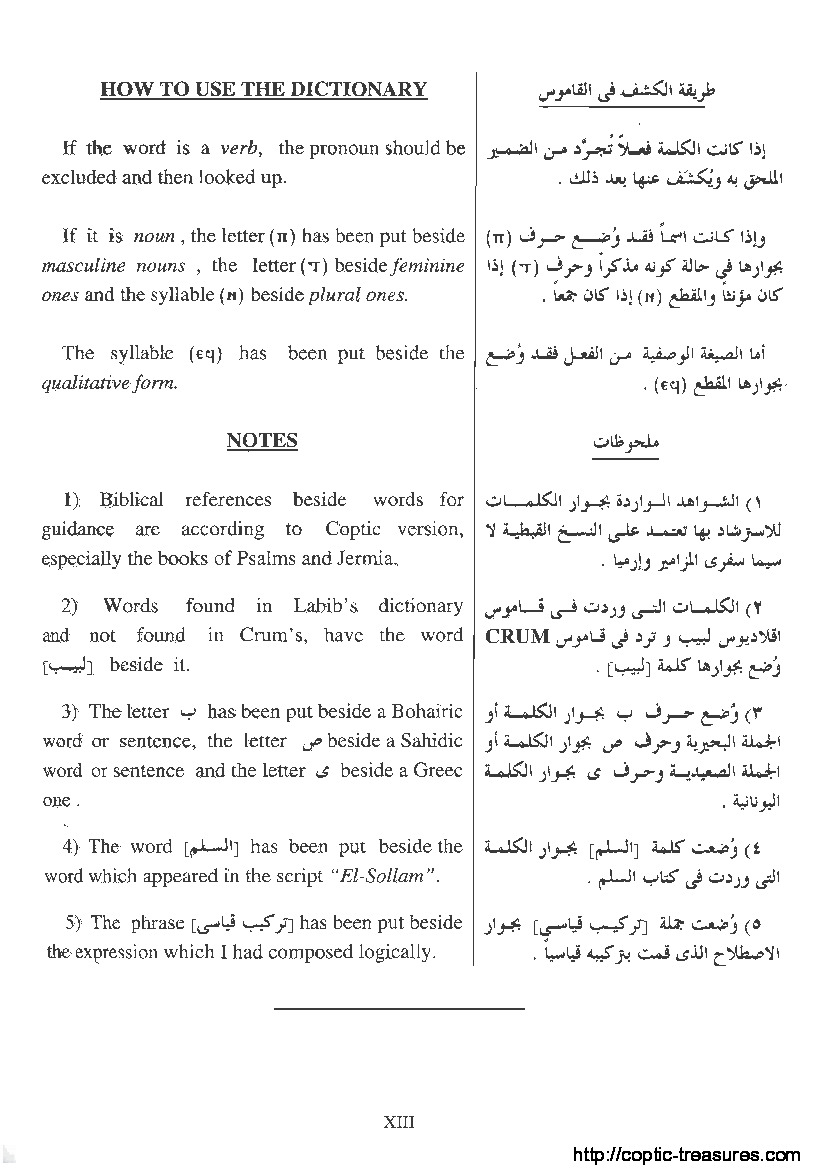 HOW TO USE THE DICTIONARY
If the word is a verb, the pronoun should be
excluded and then looked up.
If it is noun , the letter (ⲡ) has been put beside
masculine nouns , the letter (ⲧ) beside feminine
ones and the syllable (ⲛ) beside plural ones.
The syllable (ⲉϥ) has been put beside the
qualitative form.
NOTES
1) Biblical references beside words for
guidance are according to Coptic version,
especially the books of Psalms and Jermia.
2) Words found in Labib's dictionary
and not found in Crum's, have the word
[لبيب] beside it.
3) The letter ب has been put beside a Bohairic
word or sentence, the letter ص beside a Sahidic
word or sentence and the letter ى beside a Greec
one .
4) The word [السلم] has been put beside the
word which appeared in the script “El-Sollam”.
5) The phrase [تركيب قياسى] has been put beside
the expression which I had composed logically.
طريقة الكشف فى القاموس
إذا كانت الكلمة فعلاً تُجرَّد من الضمير
الملحق به ويُكشَف عنها بعد ذلك .
وإذا كانت اسماً فقد وُضع حرف (ⲡ)
بجوارها فى حالة كونه مذكراً وحرف (ⲧ) إذا
كان مؤنثاً والمقطع (ⲛ) إذا كان جمعاً .
أما الصيغة الوصفية من الفعل فقد وُضع
بجوارها المقطع (ⲉϥ) .
ملحوظات
١) الشواهد الواردة بجوار الكلمات
للاسترشاد بها تعتمد على النسخ القبطية لا
سيما سفرى المزامير وإرميا .
٢) الكلمات التى وردت فى قاموس
اقلاديوس لبيب و ترد فى قاموس CRUM
وُضع بجوارها كلمة [لبيب] .
٣) وُضع حرف ب بجوار الكلمة أو
الجملة البحيرية وحرف ص بجوار الكلمة أو
الجملة الصعيدية وحرف ى بجوار الكلمة
اليونانية .
٤) وُضعت كلمة [السلم] بجوار الكلمة
التى وردت فى كتاب السلم .
٥) وُضعت جملة [تركيب قياسى] بجوار
الاصطلاح الذى قمت بتركيبه قياسياً .
XIII
http://coptic-treasures.com